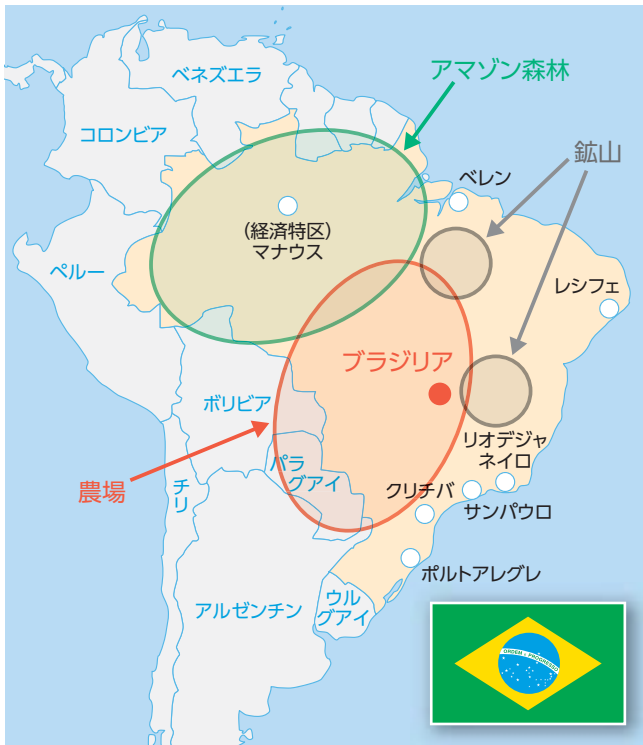 ベネズエラ
アマゾン森林
コロンビア
鉱山
ベレン
(経済特区)
マナウス
ペルー
レシフェ
ブラジリア
ボリビア
リオデジャ
ネイロ
パラ
グアイ
農場
チリ
クリチバ
サンパウロ
ポルトアレグレ
アルゼンチン
ウル
グアイ
ORDEM E PROGRESSO